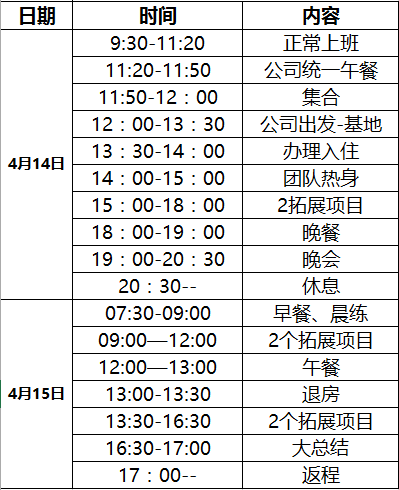 日期 时间 内容
4月14日
9:30-11:20 正常上班
11:20-11:50 公司统一午餐
11:50-12：00 集合
12：00-13：30 公司出发-基地
13：30-14：00 办理入住
14：00-15：00 团队热身
15：00-18：00 2拓展项目
18：00-19：00 晚餐
19：00-20：30 晚会
20：30-- 休息
4月15日
07:30-09:00 早餐、晨练
09:00—12:00 2个拓展项目
12:00—13:00 午餐
13:00-13:30 退房
13:30-16:30 2个拓展项目
16:30-17:00 大总结
17：00-- 返程